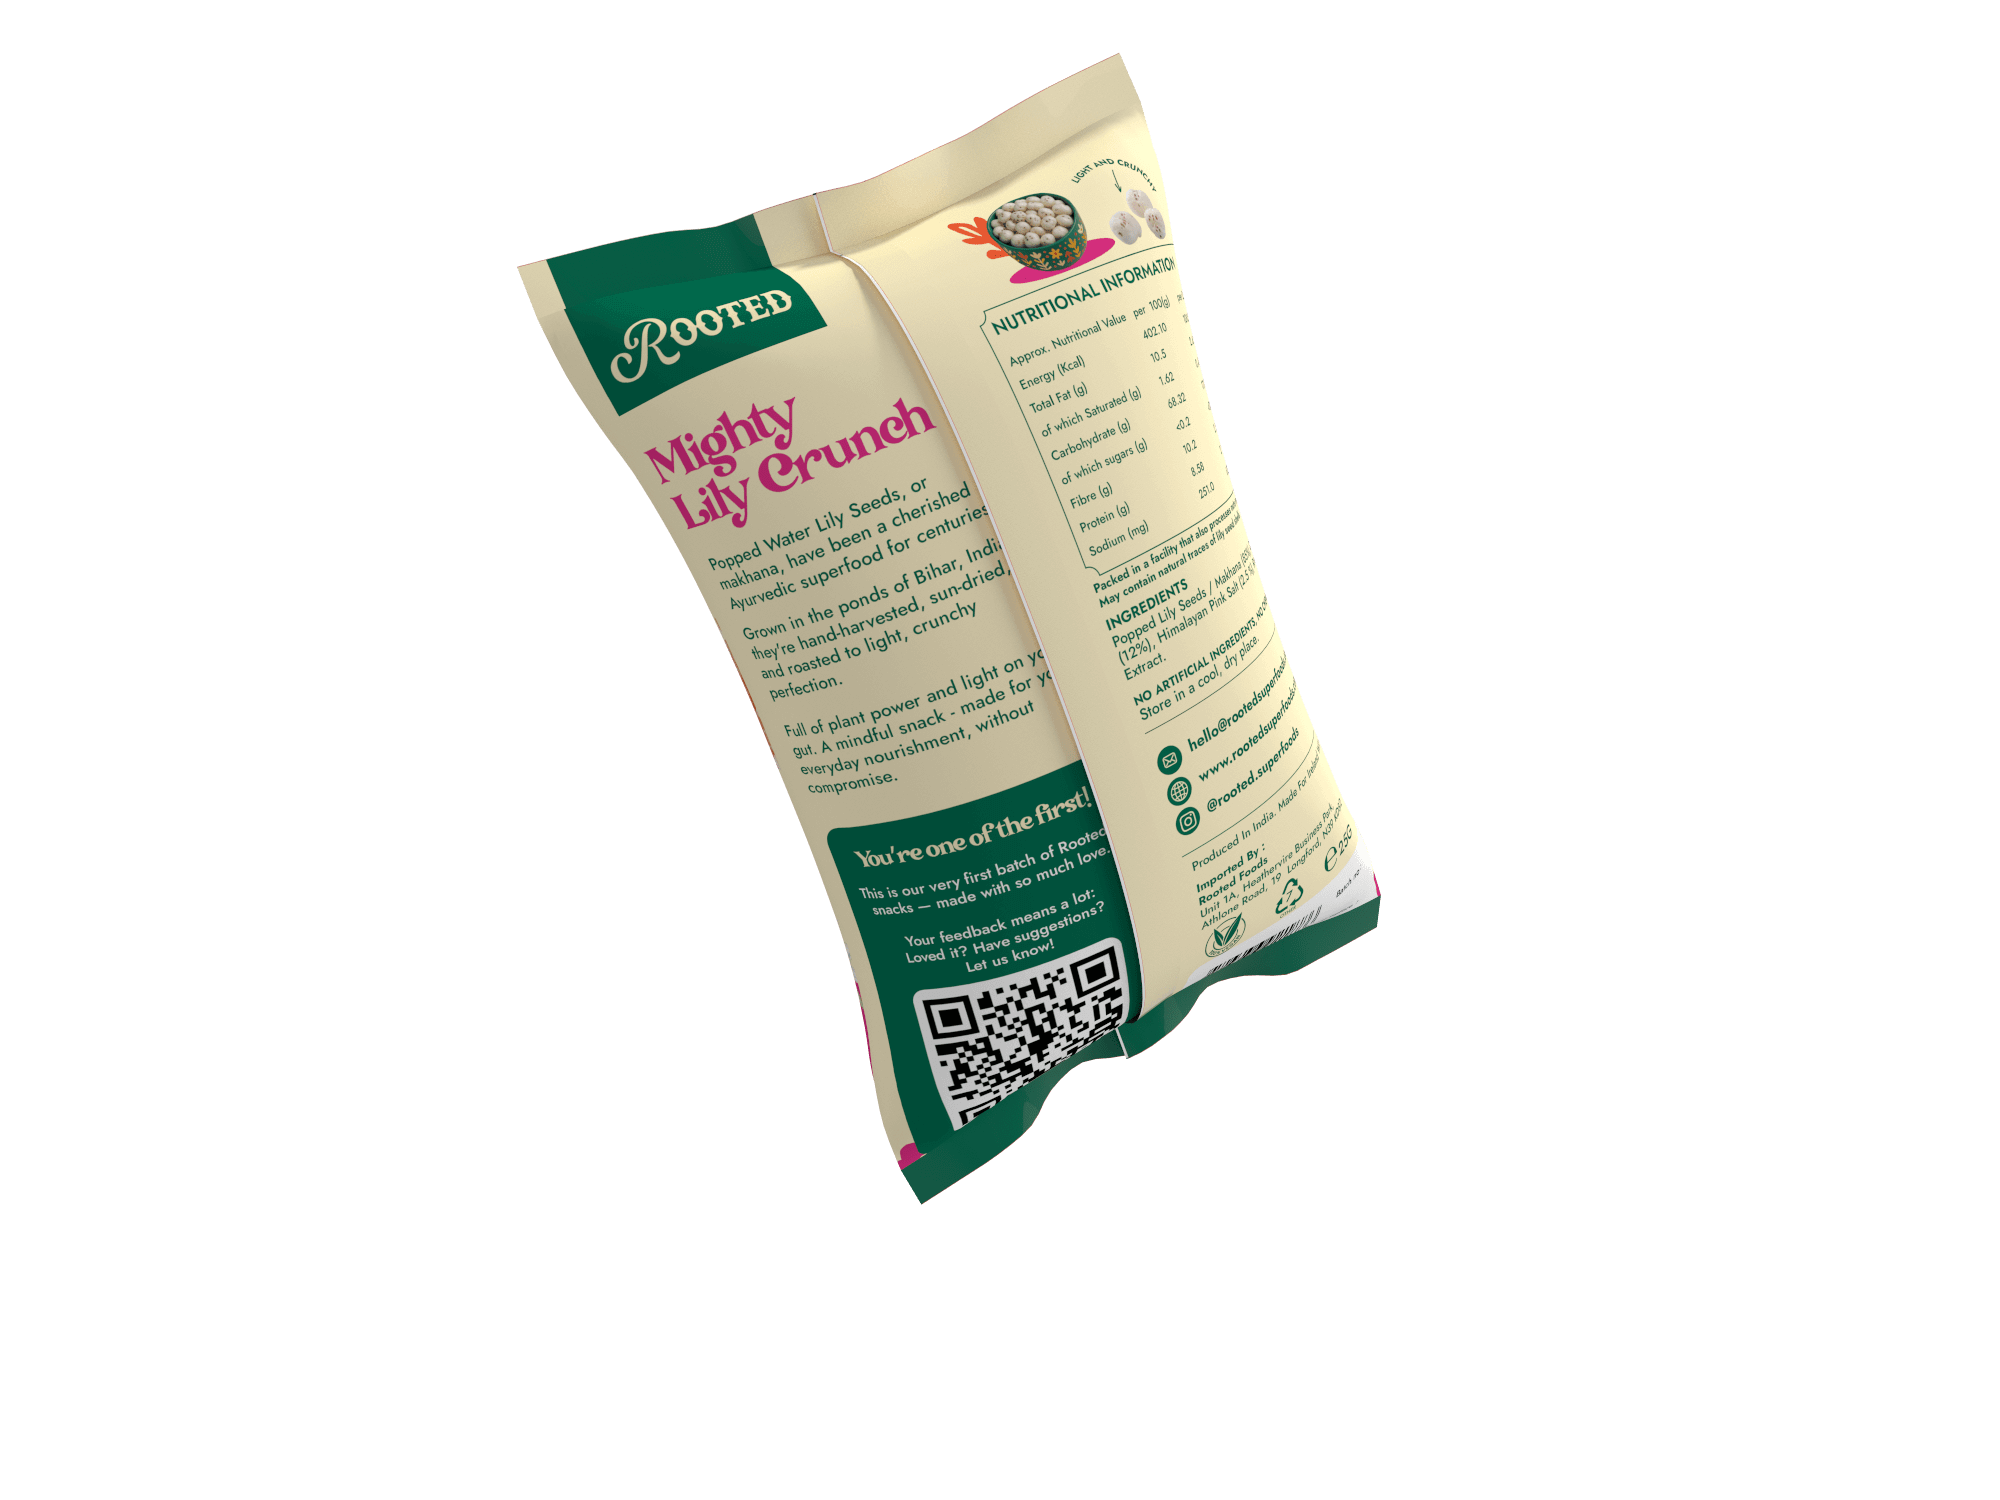 ROOTED
Mighty
Lily Crunch
Popped Water Lily Seeds, or
makhana, have been a cherished
Ayurvedic superfood for centuries
Grown in the ponds of Bihar,
they're hand-harvested, sun-dried,
and roasted to light, crunchy
perfection.
Full of plant power and light on
gut. A mindful snack - made for
everyday nourishment, without
compromise.
You're one of the first!
This is our very first batch of Rooted
snacks — made with so much love.
Your feedback means a lot:
Loved it? Have suggestions?
Let us know!
LIGHT AND CRUNCHY
NUTRITIONAL INFORMATION
Approx. Nutritional Value per 100(g)
Energy (Kcal) 402.10
Total Fat (g) 10.5
of which Saturated (g) 1.62
Carbohydrate (g) 68.32
of which sugars (g) <0.2
Fibre (g) 10.2
Protein (g) 8.58
Sodium (mg) 251.0
Packed in a facility that also processes
May contain natural traces of lily seed
INGREDIENTS
Popped Lily Seeds / Makhana
(12%), Himalayan Pink Salt (2.5%)
Extract.
NO ARTIFICIAL INGREDIENTS, NO
Store in a cool, dry place.
hello@rootedsuperfoods
www.rootedsuperfoods.
@rooted.superfoods
Produced In India. Made For Ireland
Imported By :
Rooted Foods
Unit 1A, Heathervire Business Park,
Athlone Road, 19 Longford, N39
7
e 25G
Batch no